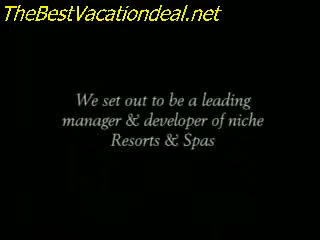 TheBestVacationdeal.net
We set out to be a leading
manager & developer of niche
Resorts & Spas